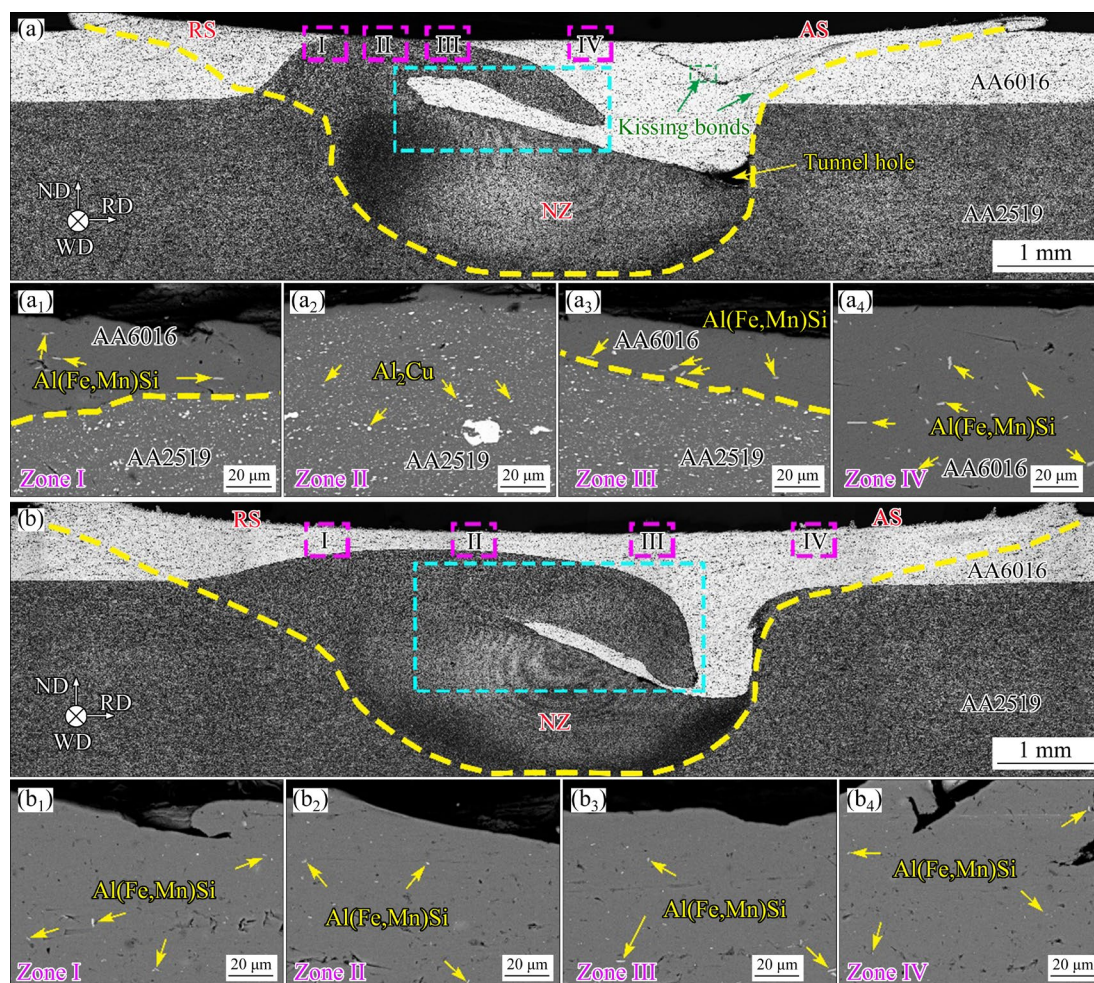 (a)
RS
I
II
III
IV
AS
AA6016
Kissing bonds
Tunnel hole
NZ
AA2519
ND
RD
WD
1 mm
(a₁)
AA6016
Al(Fe,Mn)Si
AA2519
Zone I
20 μm
(a₂)
Al₂Cu
AA2519
Zone II
20 μm
(a₃)
Al(Fe,Mn)Si
AA6016
AA2519
Zone III
20 μm
(a₄)
Al(Fe,Mn)Si
AA6016
Zone IV
20 μm
(b)
RS
I
II
III
IV
AS
AA6016
NZ
AA2519
ND
RD
WD
1 mm
(b₁)
Al(Fe,Mn)Si
Zone I
20 μm
(b₂)
Al(Fe,Mn)Si
Zone II
20 μm
(b₃)
Al(Fe,Mn)Si
Zone III
20 μm
(b₄)
Al(Fe,Mn)Si
Zone IV
20 μm